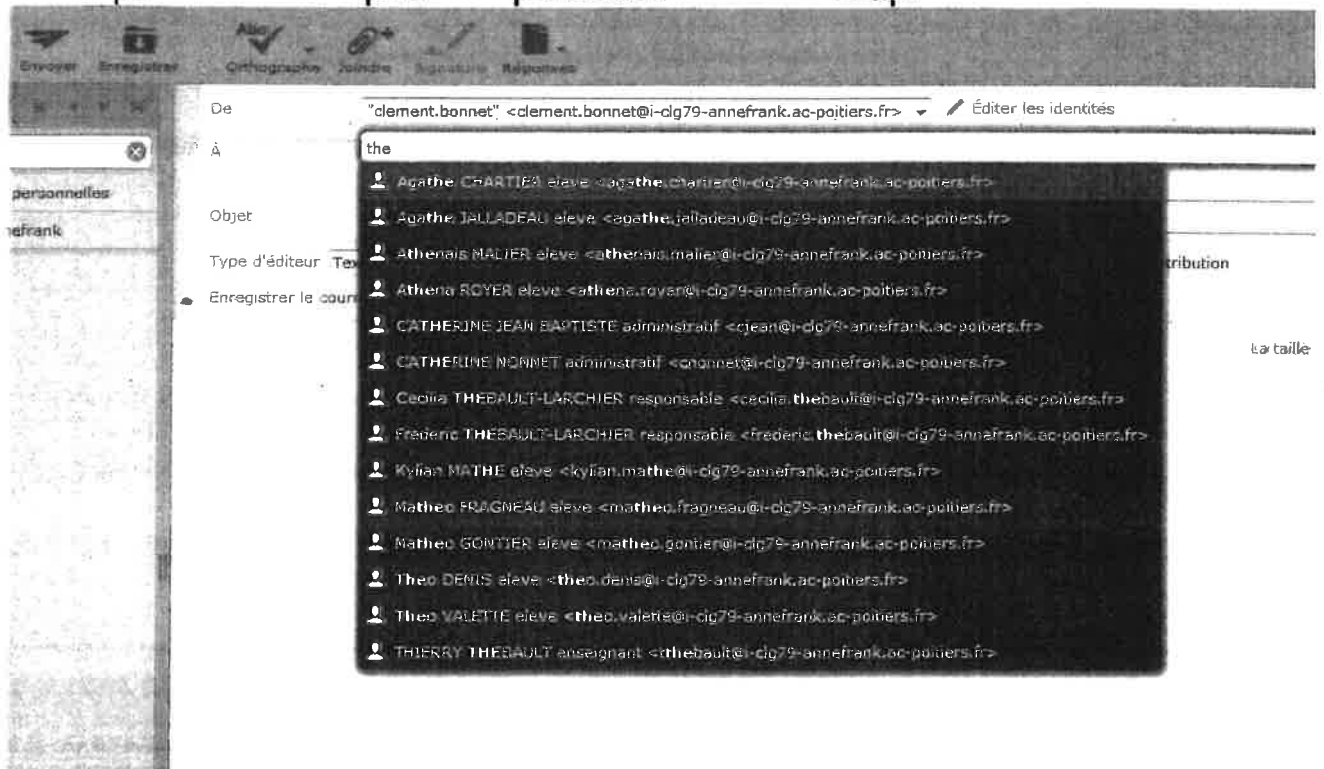 Envoyer Enregistrer Orthographe Joindre Signature Réponses
De "clement.bonnet" <clement.bonnet@i-clg79-annefrank.ac-poitiers.fr> Éditer les identités
À the
personnelles
Agathe CHARTIER eleve <agathe.chartier@i-clg79-annefrank.ac-poitiers.fr>
nefrank
Objet
Agathe JALLADEAU eleve <agathe.jalladeau@i-clg79-annefrank.ac-poitiers.fr>
Athenais MALIER eleve <athenais.malier@i-clg79-annefrank.ac-poitiers.fr>
Type d'éditeur Tex tribution
Athena ROYER eleve <athena.royer@i-clg79-annefrank.ac-poitiers.fr>
Enregistrer le cour
CATHERINE JEAN BAPTISTE administratif <cjean@i-clg79-annefrank.ac-poitiers.fr>
La taille
CATHERINE NONNET administratif <cnonnet@i-clg79-annefrank.ac-poitiers.fr>
Cecilia THEBAULT-LARCHIER responsable <cecilia.thebault@i-clg79-annefrank.ac-poitiers.fr>
Frederic THEBAULT-LARCHIER responsable <frederic.thebault@i-clg79-annefrank.ac-poitiers.fr>
Kylian MATHE eleve <kylian.mathe@i-clg79-annefrank.ac-poitiers.fr>
Matheo FRAGNEAU eleve <matheo.fragneau@i-clg79-annefrank.ac-poitiers.fr>
Matheo GONTIER eleve <matheo.gontier@i-clg79-annefrank.ac-poitiers.fr>
Theo DENIS eleve <theo.denis@i-clg79-annefrank.ac-poitiers.fr>
Theo VALETTE eleve <theo.valette@i-clg79-annefrank.ac-poitiers.fr>
THIERRY THEBAULT enseignant <tthebault@i-clg79-annefrank.ac-poitiers.fr>